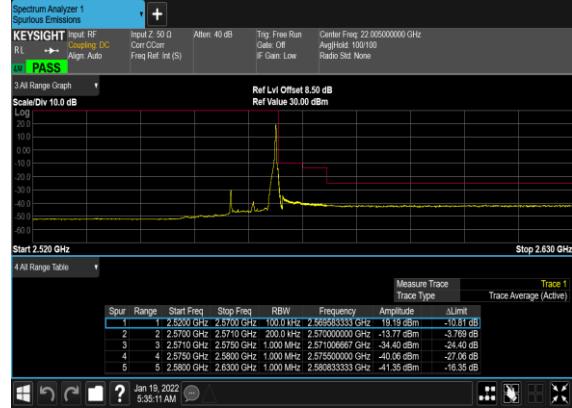 Spectrum Analyzer 1
Spurious Emissions
KEYSIGHT Input: RF Input Z: 50 Ω Atten: 40 dB Trig: Free Run Center Freq: 22.005000000 GHz
RL Coupling: DC Corr CCorr Gate: Off Avg|Hold: 100/100
Align: Auto Freq Ref: Int (S) IF Gain: Low Radio Std: None
PASS
3 All Range Graph
Ref Lvl Offset 8.50 dB
Scale/Div 10.0 dB Ref Value 30.00 dBm
Log
20.0
10.0
0.00
-10.0
-20.0
-30.0
-40.0
-50.0
-60.0
Start 2.520 GHz Stop 2.630 GHz
4 All Range Table
Measure Trace Trace 1
Trace Type Trace Average (Active)
Spur Range Start Freq Stop Freq RBW Frequency Amplitude ΔLimit
1 1 2.5200 GHz 2.5700 GHz 100.0 kHz 2.569583333 GHz 19.19 dBm -10.81 dB
2 2 2.5700 GHz 2.5710 GHz 200.0 kHz 2.570000000 GHz -13.77 dBm -3.769 dB
3 3 2.5710 GHz 2.5750 GHz 1.000 MHz 2.571006667 GHz -34.40 dBm -24.40 dB
4 4 2.5750 GHz 2.5800 GHz 1.000 MHz 2.575500000 GHz -40.06 dBm -27.06 dB
5 5 2.5800 GHz 2.6300 GHz 1.000 MHz 2.580833333 GHz -41.35 dBm -16.35 dB
Jan 19, 2022
5:35:11 AM